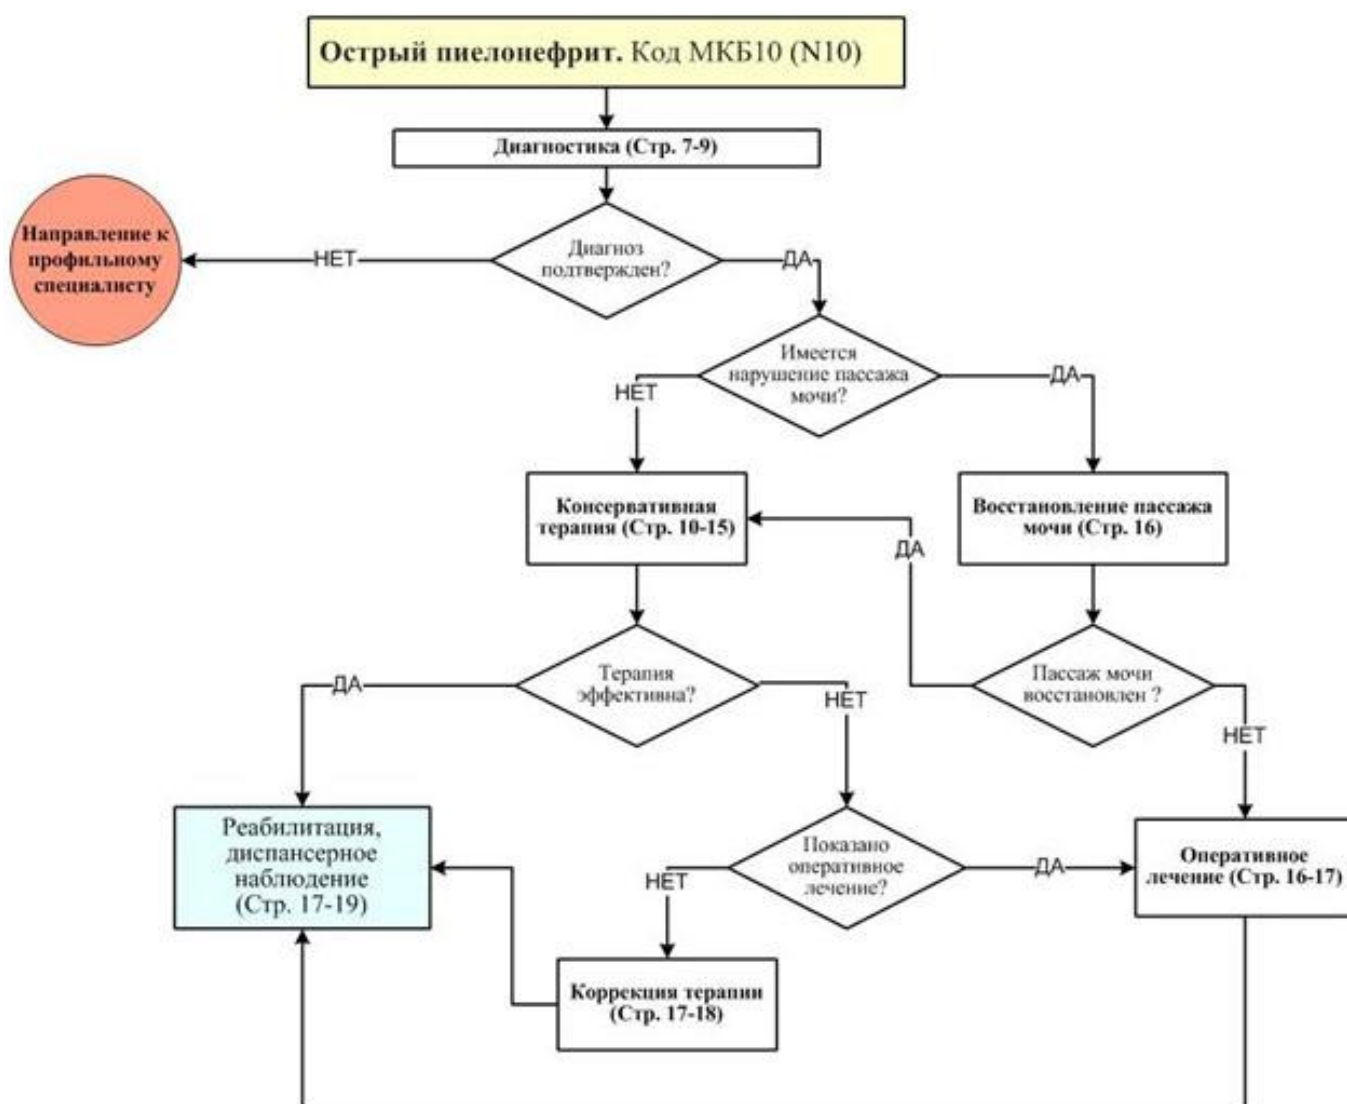 Острый пиелонефрит. Код МКБ10 (N10)
Диагностика (Стр. 7-9)
Направление к
профильному
специалисту
НЕТ
Диагноз
подтвержден?
ДА
Имеется
нарушение пассажа
мочи?
НЕТ
ДА
Консервативная
терапия (Стр. 10-15)
Восстановление пассажа
мочи (Стр. 16)
ДА
Терапия
эффективна?
ДА
НЕТ
Пассаж мочи
восстановлен ?
НЕТ
Реабилитация,
диспансерное
наблюдение
(Стр. 17-19)
Показано
оперативное
лечение?
НЕТ
ДА
Оперативное
лечение (Стр. 16-17)
Коррекция терапии
(Стр. 17-18)